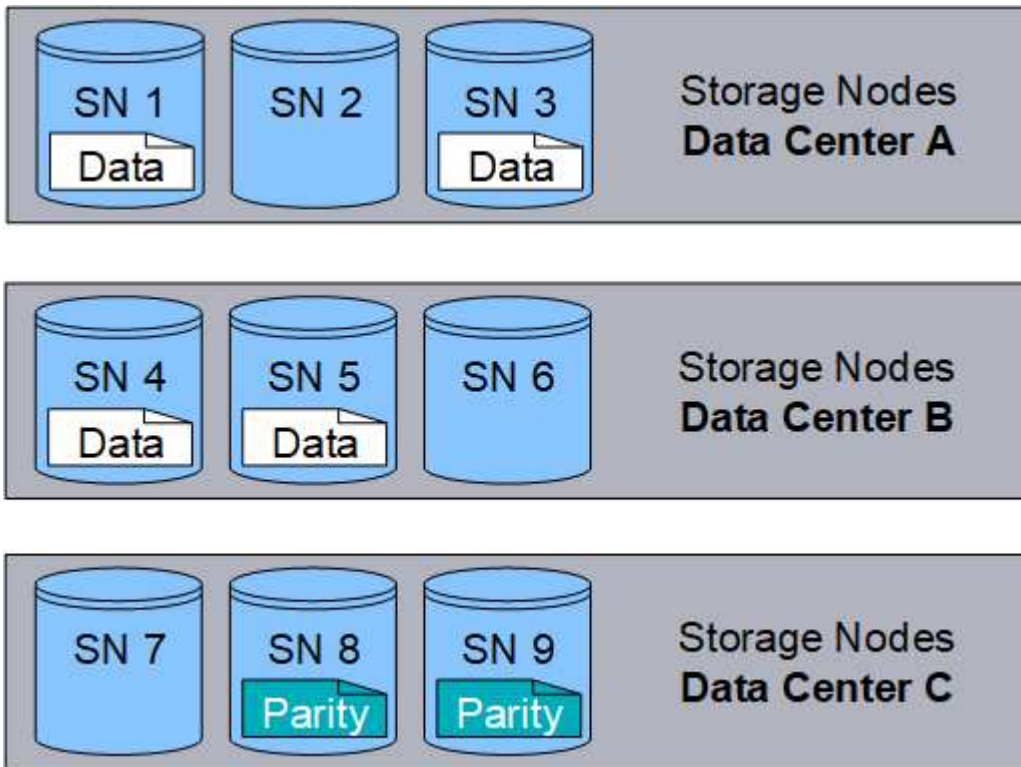 SN 1 SN 2 SN 3 Storage Nodes
Data Data Data Center A
SN 4 SN 5 SN 6 Storage Nodes
Data Data Data Center B
SN 7 SN 8 SN 9 Storage Nodes
Parity Parity Data Center C